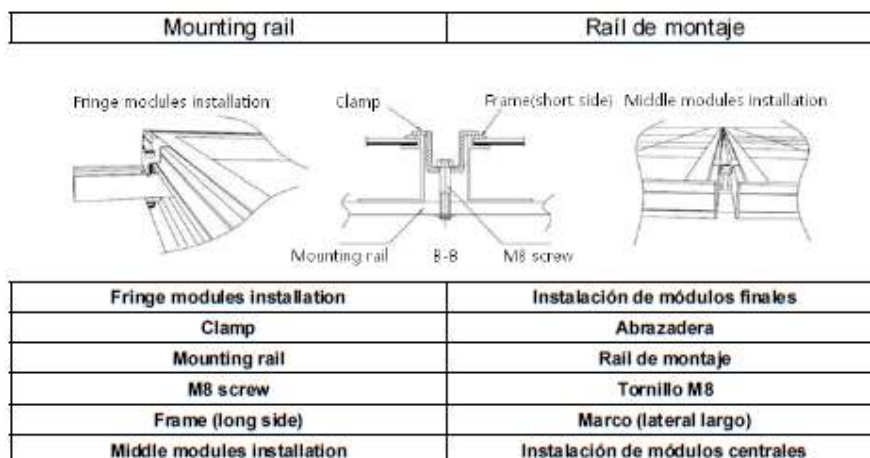 Mounting rail Raíl de montaje
Fringe modules installation Clamp Frame(short side) Middle modules installation
Mounting rail B-B M8 screw
Fringe modules installation Instalación de módulos finales
Clamp Abrazadera
Mounting rail Raíl de montaje
M8 screw Tornillo M8
Frame (long side) Marco (lateral largo)
Middle modules installation Instalación de módulos centrales